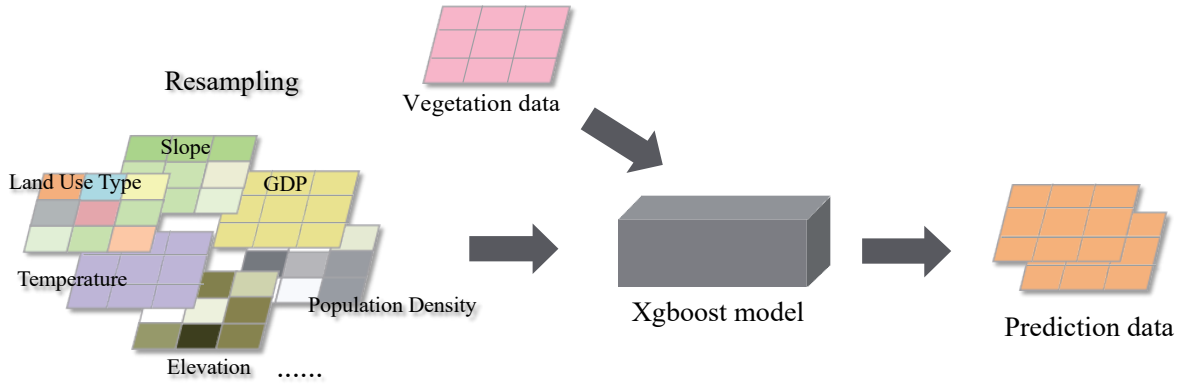 Resampling
Vegetation data
Slope
Land Use Type
GDP
Temperature
Population Density
Elevation
......
Xgboost model
Prediction data